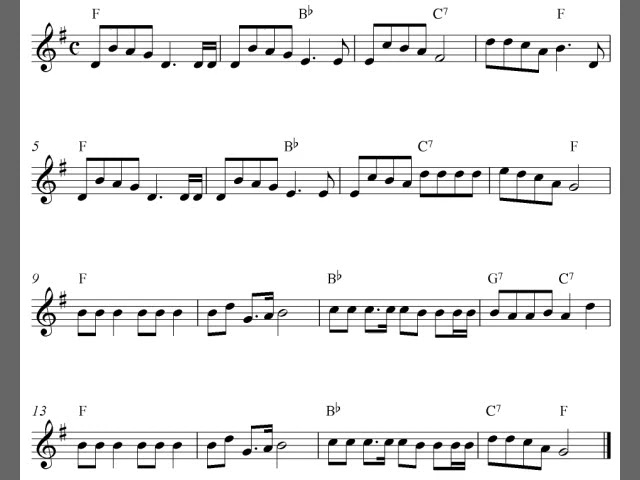 F B♭ C7 F
5 F B♭ C7 F
9 F B♭ G7 C7
13 F B♭ C7 F